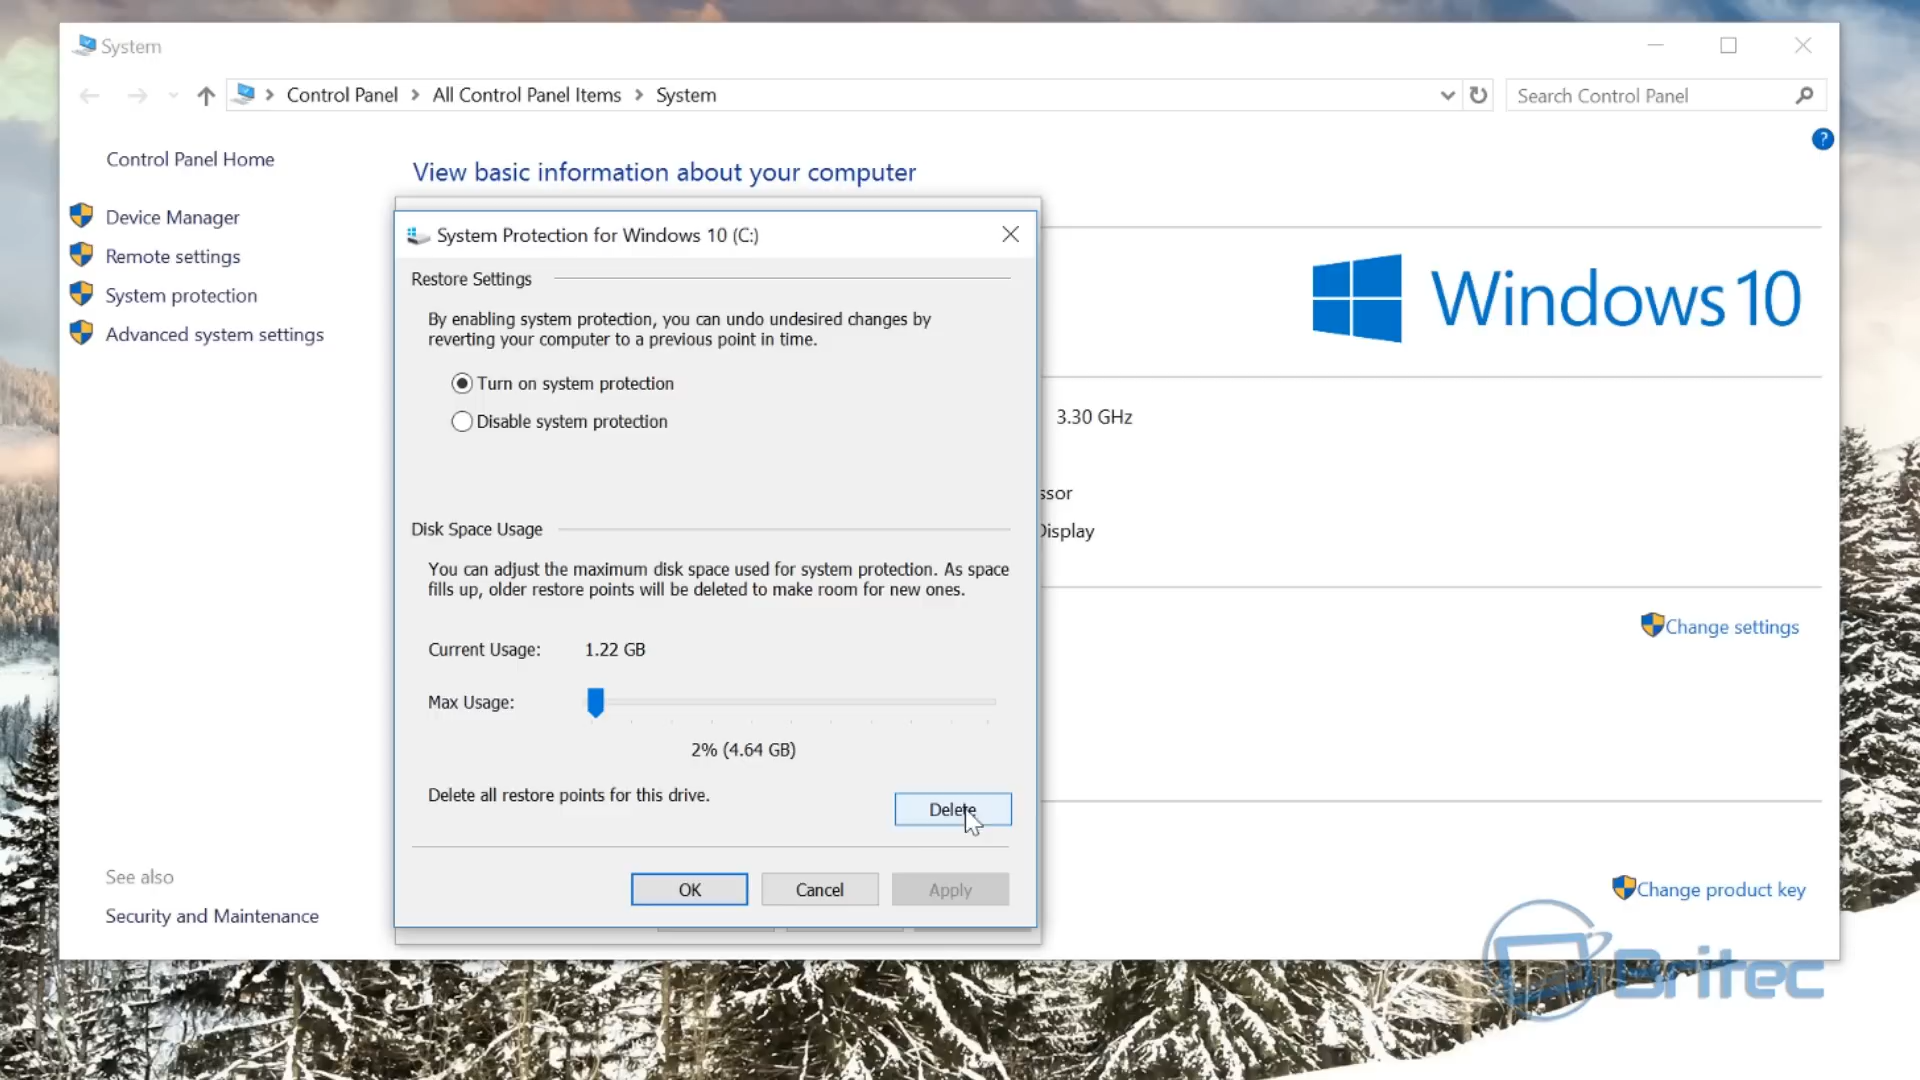 System
Control Panel
All Control Panel Items
System
Search Control Panel
?
Control Panel Home
Device Manager
Remote settings
System protection
Advanced system settings
See also
Security and Maintenance
View basic information about your computer
System Protection for Windows 10 (C:)
Restore Settings
By enabling system protection, you can undo undesired changes by
reverting your computer to a previous point in time.
Turn on system protection
Disable system protection
Disk Space Usage
You can adjust the maximum disk space used for system protection. As space
fills up, older restore points will be deleted to make room for new ones.
Current Usage: 1.22 GB
Max Usage:
2% (4.64 GB)
Delete all restore points for this drive.
Delete
OK
Cancel
Apply
Windows 10
3.30 GHz
ssor
Display
Change settings
Change product key
Britec